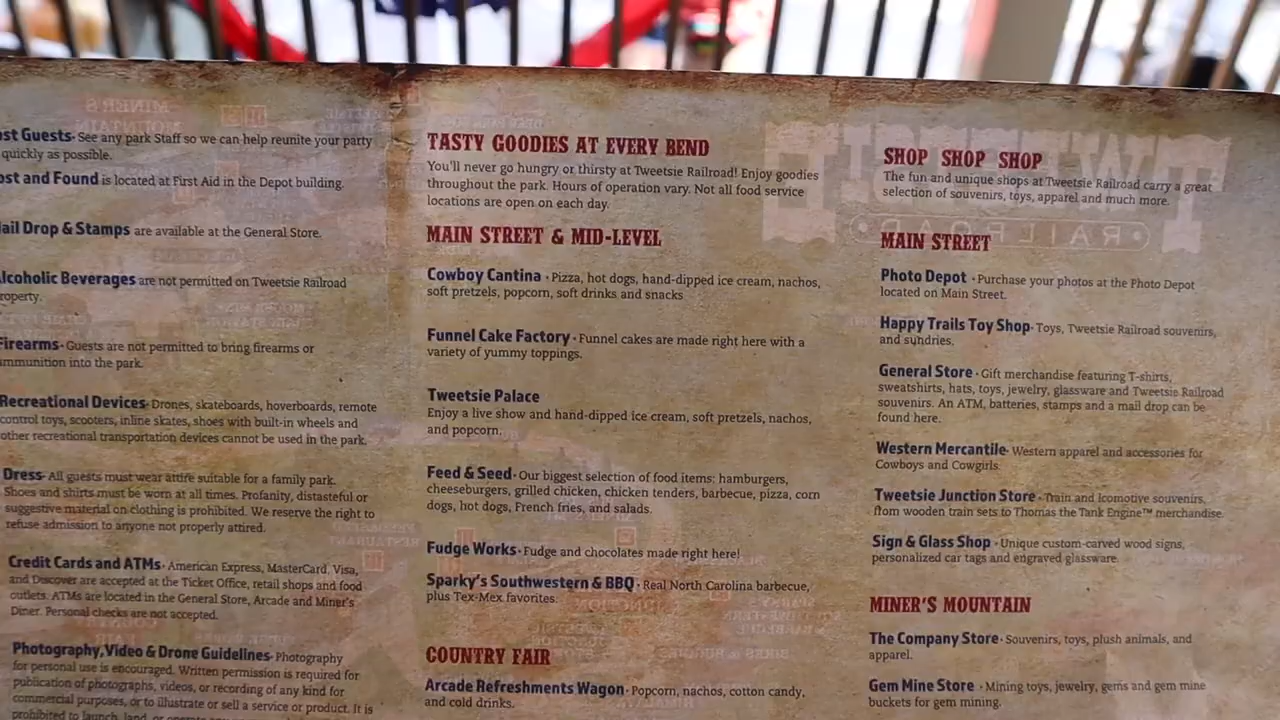 st Guests- See any park Staff so we can help reunite your party
quickly as possible.
ost and Found is located at First Aid in the Depot building.
ail Drop & Stamps are available at the General Store.
lcoholic Beverages are not permitted on Tweetsie Railroad
roperty.
Firearms- Guests are not permitted to bring firearms or
mmunition into the park.
Recreational Devices- Drones, skateboards, hoverboards, remote
control toys, scooters, inline skates, shoes with built-in wheels and
other recreational transportation devices cannot be used in the park.
Dress- All guests must wear attire suitable for a family park.
Shoes and shirts must be worn at all times. Profanity, distasteful or
suggestive material on clothing is prohibited. We reserve the right to
refuse admission to anyone not properly attired.
Credit Cards and ATMs- American Express, MasterCard, Visa,
and Discover are accepted at the Ticket Office, retail shops and food
outlets. ATMs are located in the General Store, Arcade and Miner's
Diner. Personal checks are not accepted.
Photography, Video & Drone Guidelines- Photography
for personal use is encouraged. Written permission is required for
publication of photographs, videos, or recording of any kind for
commercial purposes, or to illustrate or sell a service or product. It is
prohibited to launch, land, or operate
TASTY GOODIES AT EVERY BEND
You'll never go hungry or thirsty at Tweetsie Railroad! Enjoy goodies
throughout the park. Hours of operation vary. Not all food service
locations are open on each day.
MAIN STREET & MID-LEVEL
Cowboy Cantina - Pizza, hot dogs, hand-dipped ice cream, nachos,
soft pretzels, popcorn, soft drinks and snacks
Funnel Cake Factory - Funnel cakes are made right here with a
variety of yummy toppings.
Tweetsie Palace
Enjoy a live show and hand-dipped ice cream, soft pretzels, nachos,
and popcorn.
Feed & Seed- Our biggest selection of food items: hamburgers,
cheeseburgers, grilled chicken, chicken tenders, barbecue, pizza, corn
dogs, hot dogs, French fries, and salads.
Fudge Works- Fudge and chocolates made right here!
Sparky's Southwestern & BBQ - Real North Carolina barbecue,
plus Tex-Mex favorites.
COUNTRY FAIR
Arcade Refreshments Wagon- Popcorn, nachos, cotton candy,
and cold drinks.
SHOP SHOP SHOP
The fun and unique shops at Tweetsie Railroad carry a great
selection of souvenirs, toys, apparel and much more.
MAIN STREET
Photo Depot - Purchase your photos at the Photo Depot
located on Main Street.
Happy Trails Toy Shop- Toys, Tweetsie Railroad souvenirs,
and sundries.
General Store - Gift merchandise featuring T-shirts,
sweatshirts, hats, toys, jewelry, glassware and Tweetsie Railroad
souvenirs. An ATM, batteries, stamps and a mail drop can be
found here.
Western Mercantile- Western apparel and accessories for
Cowboys and Cowgirls.
Tweetsie Junction Store - Train and locomotive souvenirs,
from wooden train sets to Thomas the Tank Engine™ merchandise.
Sign & Glass Shop - Unique custom-carved wood signs,
personalized car tags and engraved glassware.
MINER'S MOUNTAIN
The Company Store- Souvenirs, toys, plush animals, and
apparel.
Gem Mine Store - Mining toys, jewelry, gems and gem mine
buckets for gem mining.